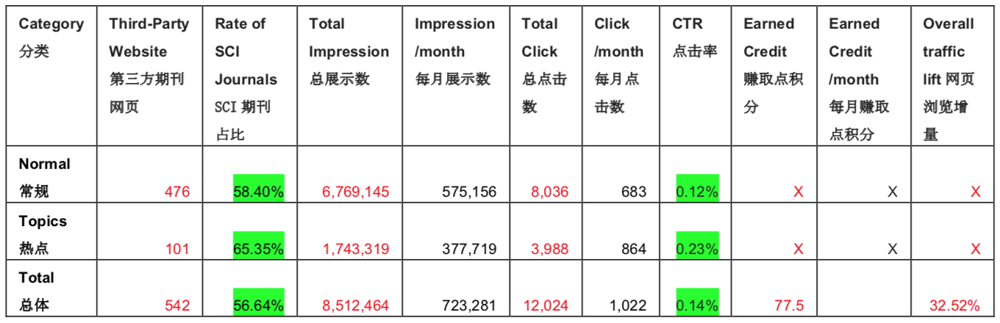 Category Third-Party Rate of Total Impression Total Click CTR Earned Earned Overall
分类 Website SCI Impression /month Click /month 点击率 Credit Credit traffic
第三方期刊 Journals 总展示数 每月展示数 总点击 每月点 赚取点积 /month lift 网页
网页 SCI 期刊 数 击数 分 每月赚取 浏览增
占比 点积分 量
Normal
常规 476 58.40% 6,769,145 575,156 8,036 683 0.12% X X X
Topics
热点 101 65.35% 1,743,319 377,719 3,988 864 0.23% X X X
Total
总体 542 56.64% 8,512,464 723,281 12,024 1,022 0.14% 77.5 32.52%